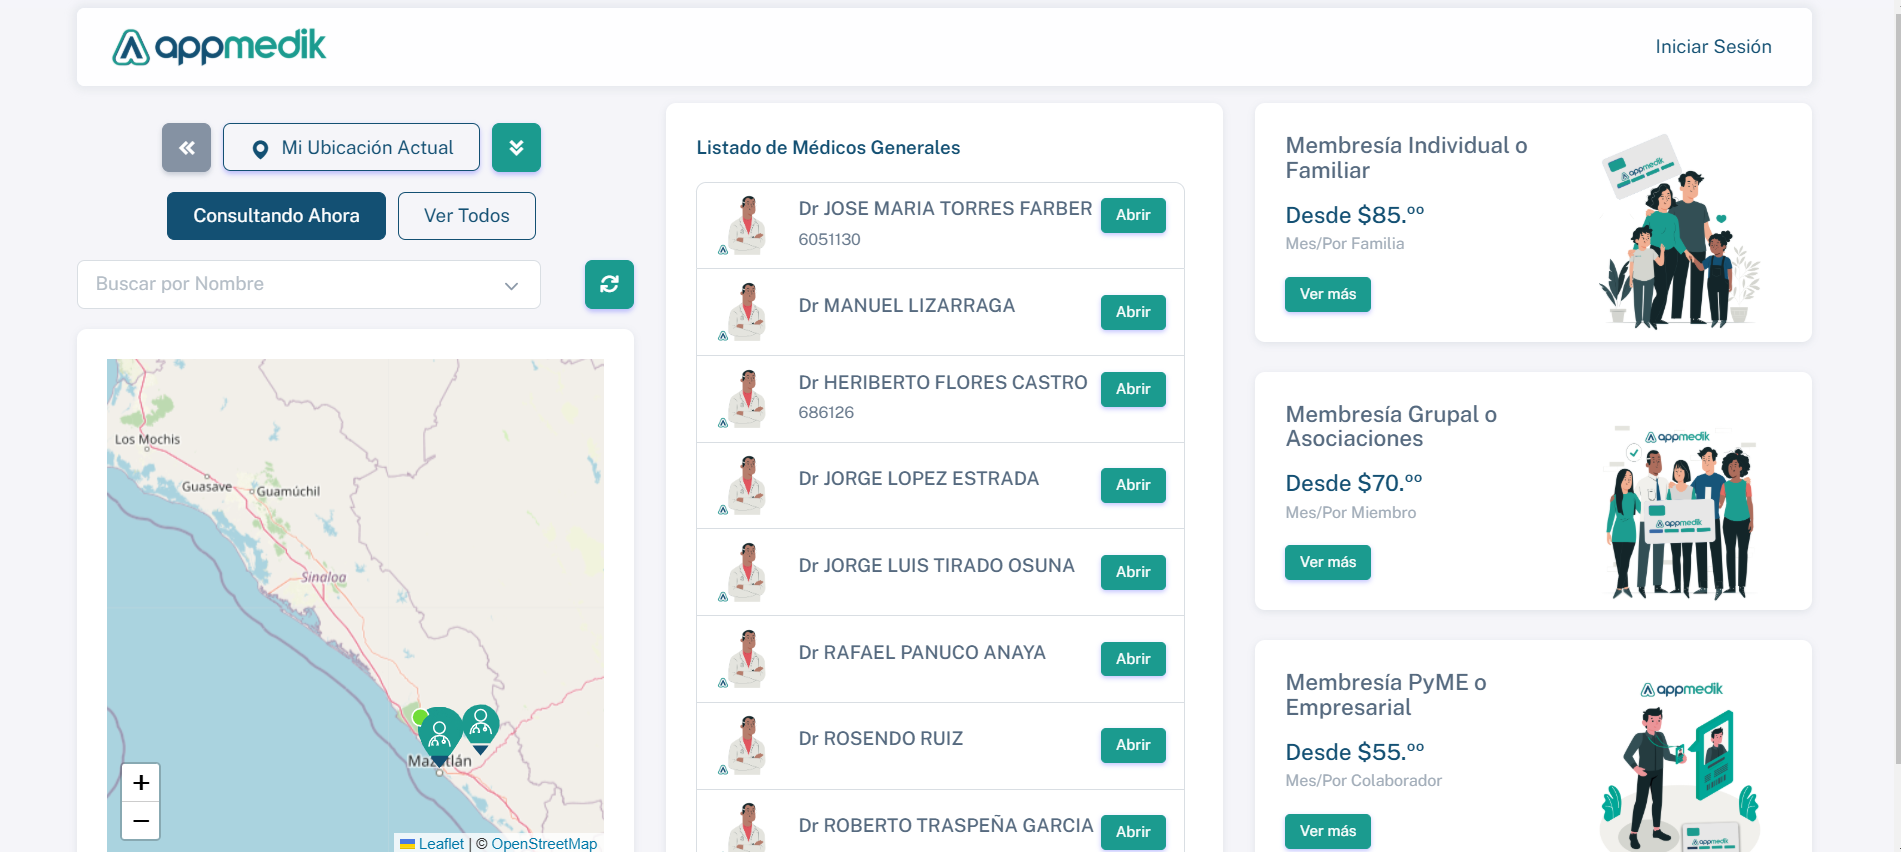 appmedik
Iniciar Sesión
Mi Ubicación Actual
Consultando Ahora
Ver Todos
Buscar por Nombre
Los Mochis
Guasave
Guamúchil
Sinaloa
Mazatlán
+
−
Leaflet | © OpenStreetMap
Listado de Médicos Generales
Dr JOSE MARIA TORRES FARBER
6051130
Abrir
Dr MANUEL LIZARRAGA
Abrir
Dr HERIBERTO FLORES CASTRO
686126
Abrir
Dr JORGE LOPEZ ESTRADA
Abrir
Dr JORGE LUIS TIRADO OSUNA
Abrir
Dr RAFAEL PANUCO ANAYA
Abrir
Dr ROSENDO RUIZ
Abrir
Dr ROBERTO TRASPEÑA GARCIA
Abrir
Membresía Individual o
Familiar
Desde $85.ºº
Mes/Por Familia
Ver más
appmedik
Membresía Grupal o
Asociaciones
Desde $70.ºº
Mes/Por Miembro
Ver más
appmedik
appmedik
Membresía PyME o
Empresarial
Desde $55.ºº
Mes/Por Colaborador
Ver más
appmedik
appmedik